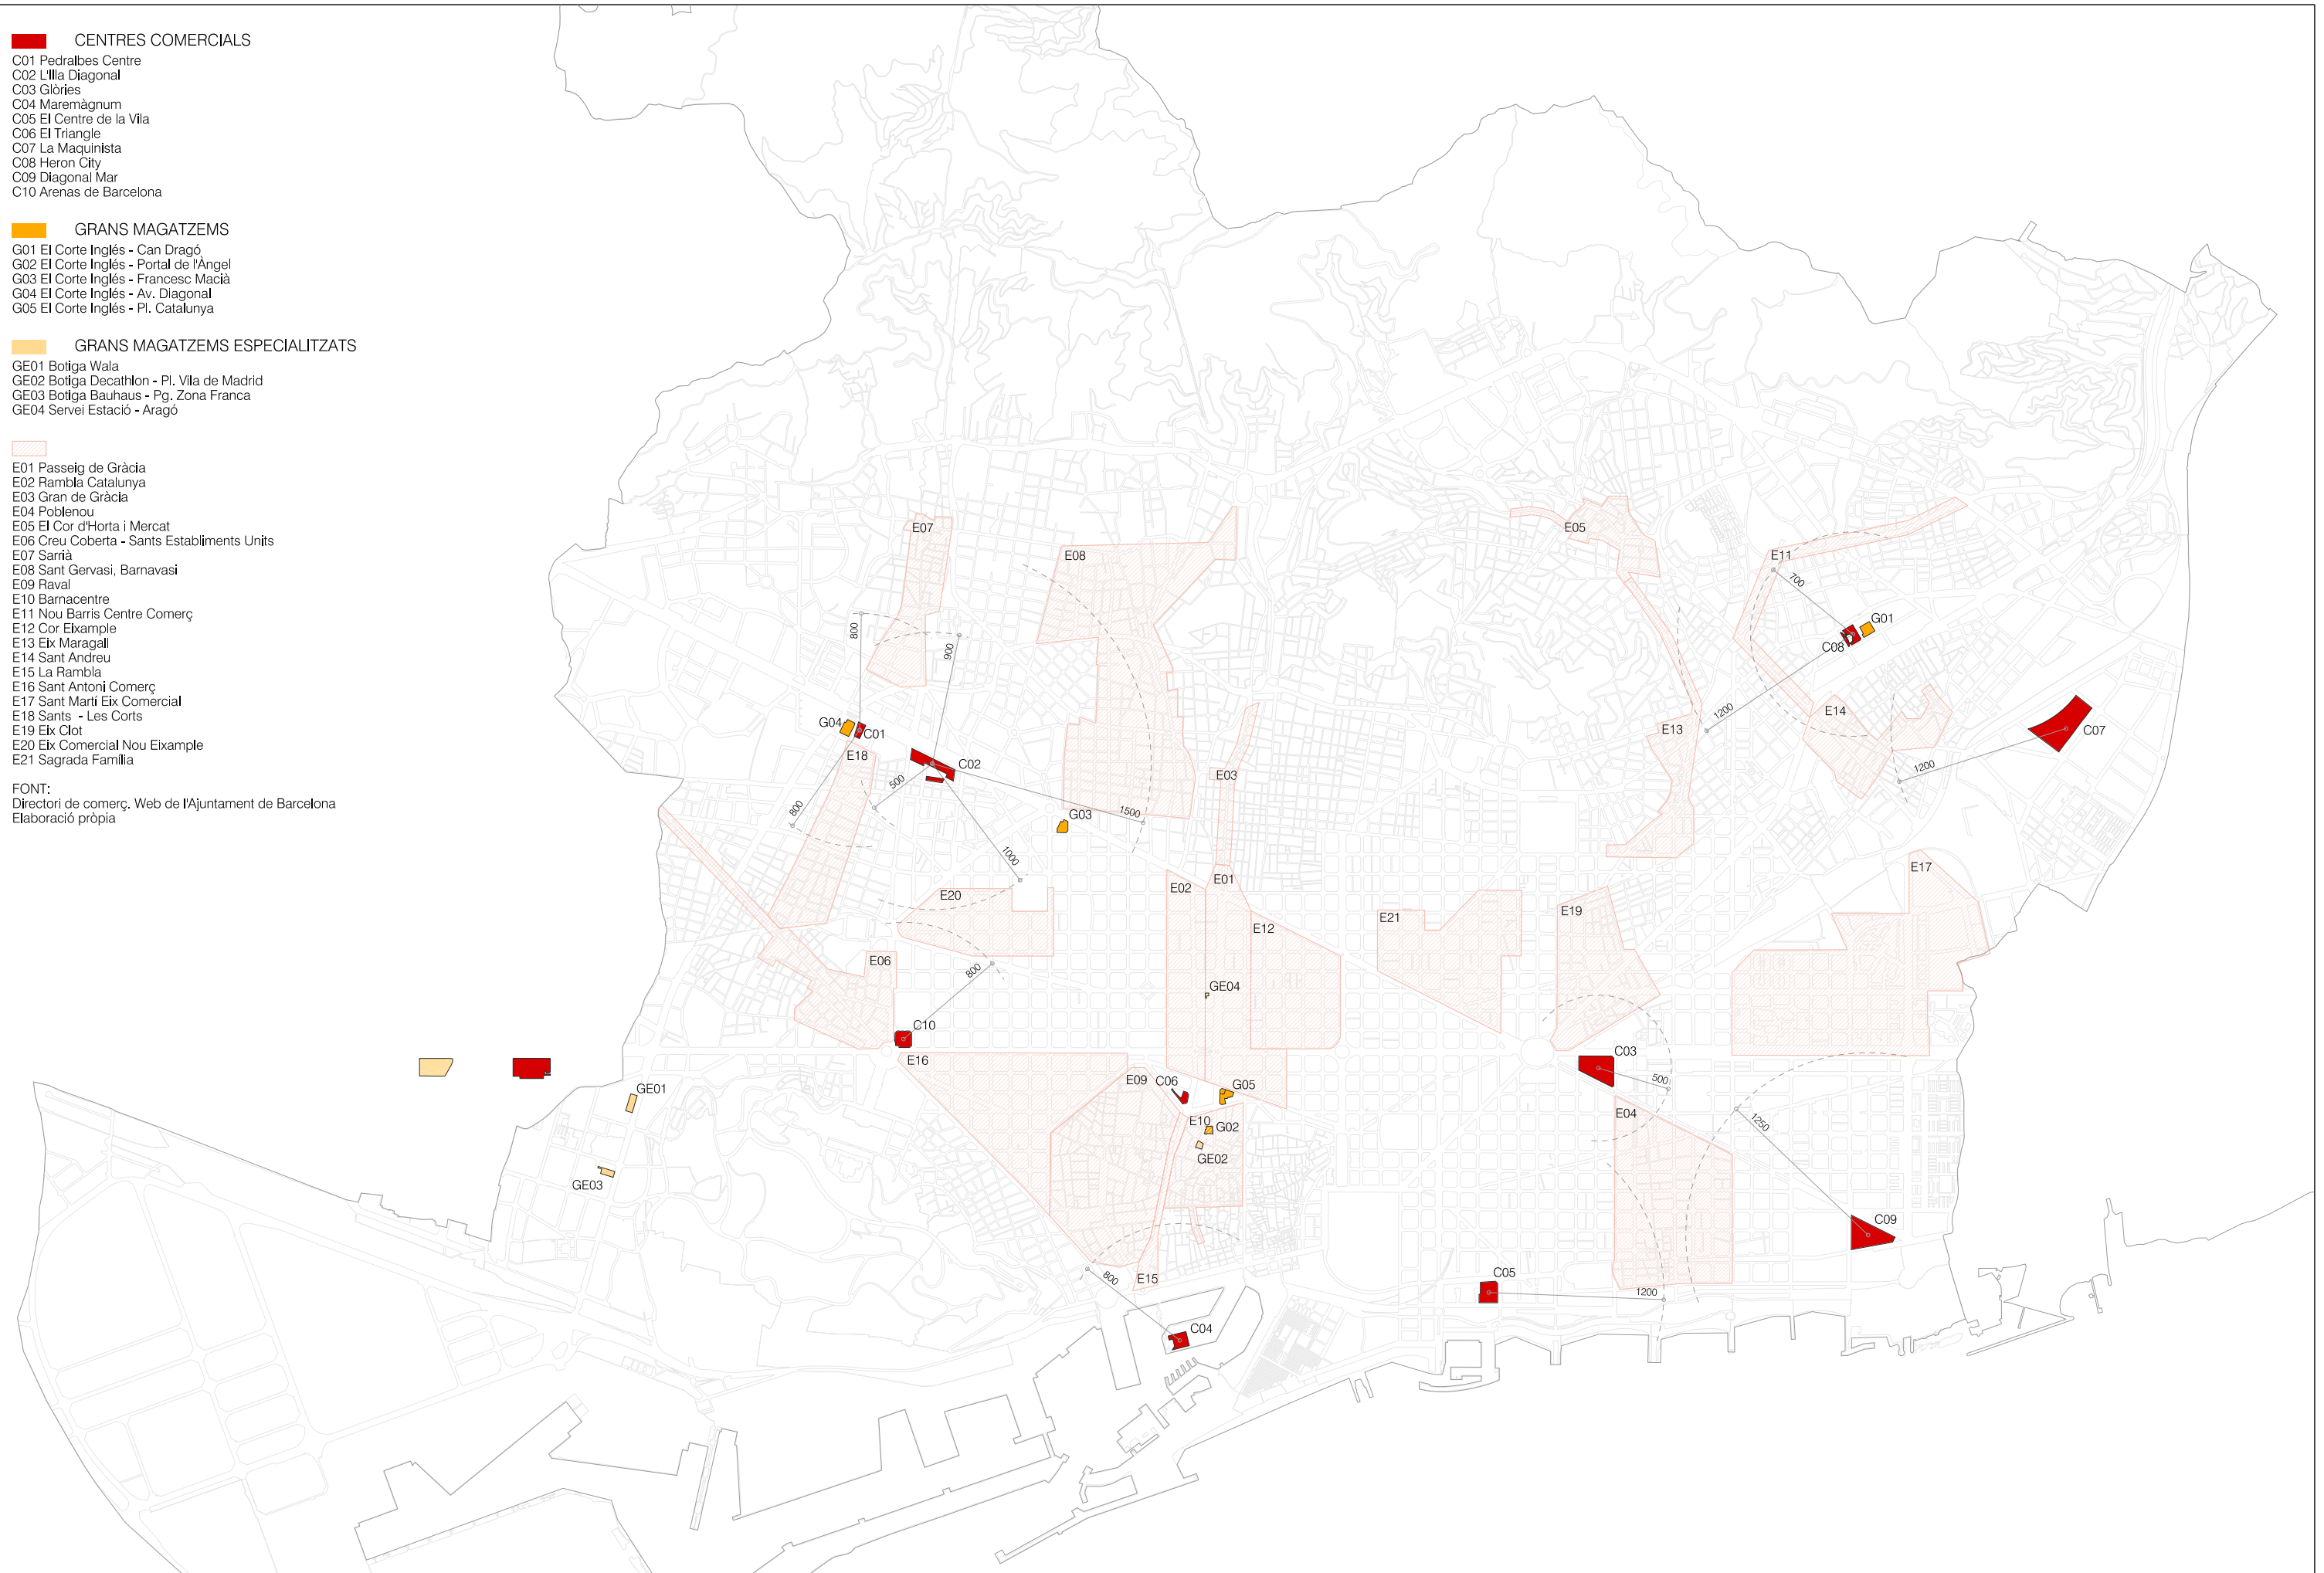 CENTRES COMERCIALS
C01 Pedralbes Centre
C02 L'Illa Diagonal
C03 Glòries
C04 Maremàgnum
C05 El Centre de la Vila
C06 El Triangle
C07 La Maquinista
C08 Heron City
C09 Diagonal Mar
C10 Arenas de Barcelona
GRANS MAGATZEMS
G01 El Corte Inglés - Can Dragó
G02 El Corte Inglés - Portal de l'Àngel
G03 El Corte Inglés - Francesc Macià
G04 El Corte Inglés - Av. Diagonal
G05 El Corte Inglés - Pl. Catalunya
GRANS MAGATZEMS ESPECIALITZATS
GE01 Botiga Wala
GE02 Botiga Decathlon - Pl. Vila de Madrid
GE03 Botiga Bauhaus - Pg. Zona Franca
GE04 Servei Estació - Aragó
E01 Passeig de Gràcia
E02 Rambla Catalunya
E03 Gran de Gràcia
E04 Poblenou
E05 El Cor d'Horta i Mercat
E06 Creu Coberta - Sants Establiments Units
E07 Sarrià
E08 Sant Gervasi, Barnavasi
E09 Raval
E10 Barnacentre
E11 Nou Barris Centre Comerç
E12 Cor Eixample
E13 Eix Maragall
E14 Sant Andreu
E15 La Rambla
E16 Sant Antoni Comerç
E17 Sant Martí Eix Comercial
E18 Sants - Les Corts
E19 Eix Clot
E20 Eix Comercial Nou Eixample
E21 Sagrada Família
FONT:
Directori de comerç. Web de l'Ajuntament de Barcelona
Elaboració pròpia
E07
E05
E08
E11
700
G01
800
C08
900
E14
1200
G04
C01
E13
C07
E18
C02
E03
1200
500
800
1500
G03
1000
E17
E01
E02
E20
E19
E21
E12
E06
800
GE04
C10
C03
E16
E09
C06
500
G05
GE01
E04
E10
G02
1250
GE02
GE03
C09
800
E15
C05
1200
C04